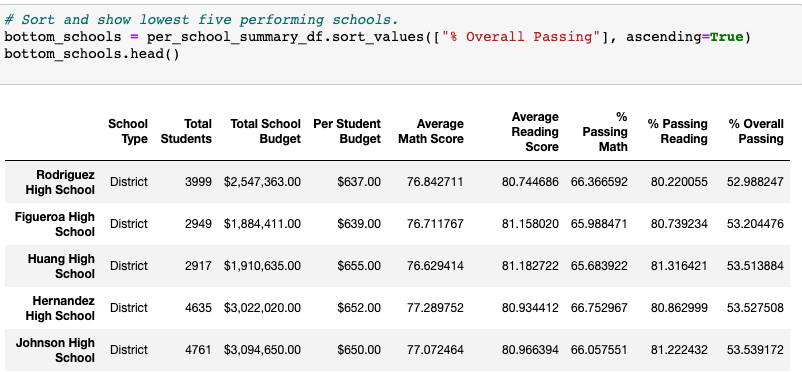 # Sort and show lowest five performing schools.
bottom_schools = per_school_summary_df.sort_values(["% Overall Passing"], ascending=True)
bottom_schools.head()
School Type Total Students Total School Budget Per Student Budget Average Math Score Average Reading Score % Passing Math % Passing Reading % Overall Passing
Rodriguez High School District 3999 $2,547,363.00 $637.00 76.842711 80.744686 66.366592 80.220055 52.988247
Figueroa High School District 2949 $1,884,411.00 $639.00 76.711767 81.158020 65.988471 80.739234 53.204476
Huang High School District 2917 $1,910,635.00 $655.00 76.629414 81.182722 65.683922 81.316421 53.513884
Hernandez High School District 4635 $3,022,020.00 $652.00 77.289752 80.934412 66.752967 80.862999 53.527508
Johnson High School District 4761 $3,094,650.00 $650.00 77.072464 80.966394 66.057551 81.222432 53.539172